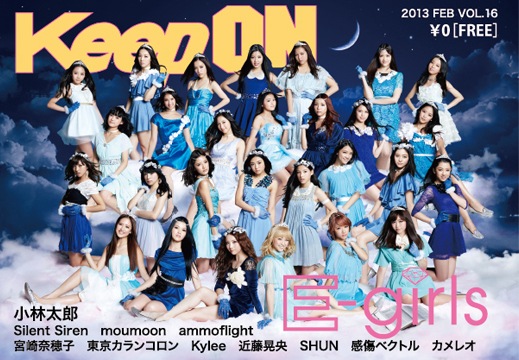 Keep ON
2013 FEB VOL.16
¥0[FREE]
E-girls
小林太郎
Silent Siren moumoon ammoflight
宮崎奈穂子 東京カランコロン Kylee 近藤晃央 SHUN 感傷ベクトル カメレオ